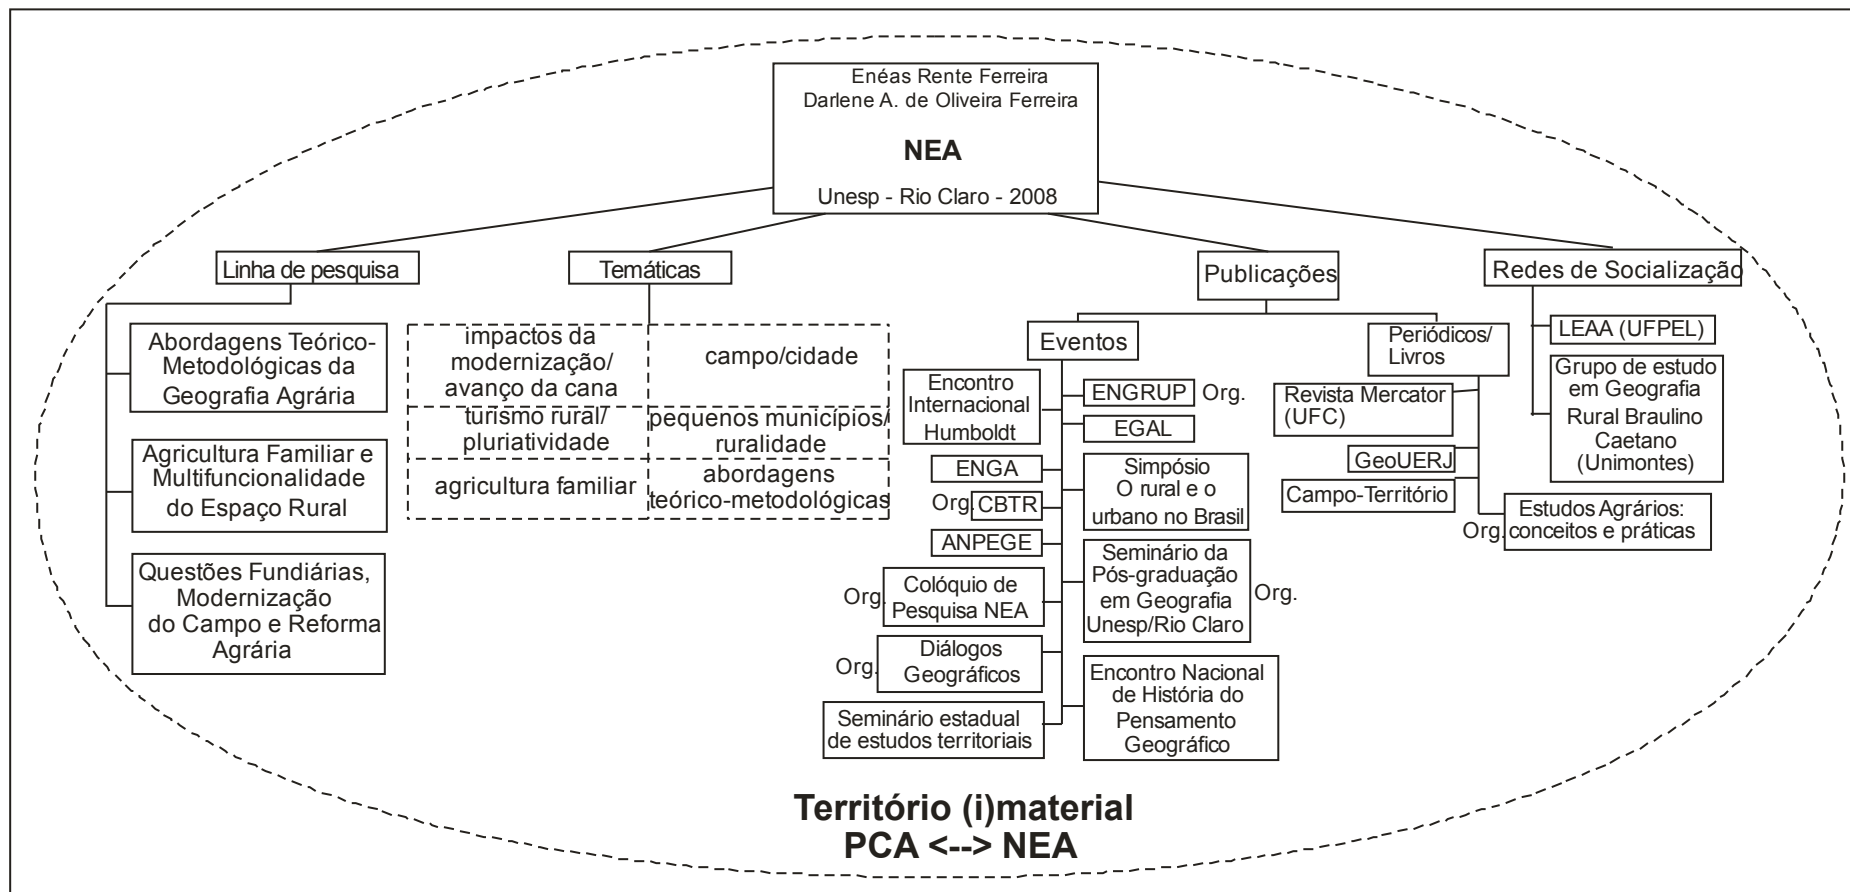 Enéas Rente Ferreira
Darlene A. de Oliveira Ferreira
NEA
Unesp - Rio Claro - 2008
Linha de pesquisa
Abordagens Teórico-
Metodológicas da
Geografia Agrária
Agricultura Familiar e
Multifuncionalidade
do Espaço Rural
Questões Fundiárias,
Modernização
do Campo e Reforma
Agrária
Temáticas
impactos da
modernização/
avanço da cana
campo/cidade
turismo rural/
pluriatividade
pequenos municípios/
ruralidade
agricultura familiar
abordagens
teórico-metodológicas
Publicações
Eventos
Encontro
Internacional
Humboldt
ENGA
Org. CBTR
ANPEGE
Org. Colóquio de
Pesquisa NEA
Org. Diálogos
Geográficos
Seminário estadual
de estudos territoriais
ENGRUP Org.
EGAL
Simpósio
O rural e o
urbano no Brasil
Seminário da
Pós-graduação
em Geografia Org.
Unesp/Rio Claro
Encontro Nacional
de História do
Pensamento
Geográfico
Periódicos/
Livros
Revista Mercator
(UFC)
GeoUERJ
Campo-Território
Org. Estudos Agrários:
conceitos e práticas
Redes de Socialização
LEAA (UFPEL)
Grupo de estudo
em Geografia
Rural Braulino
Caetano
(Unimontes)
Território (i)material
PCA <--> NEA